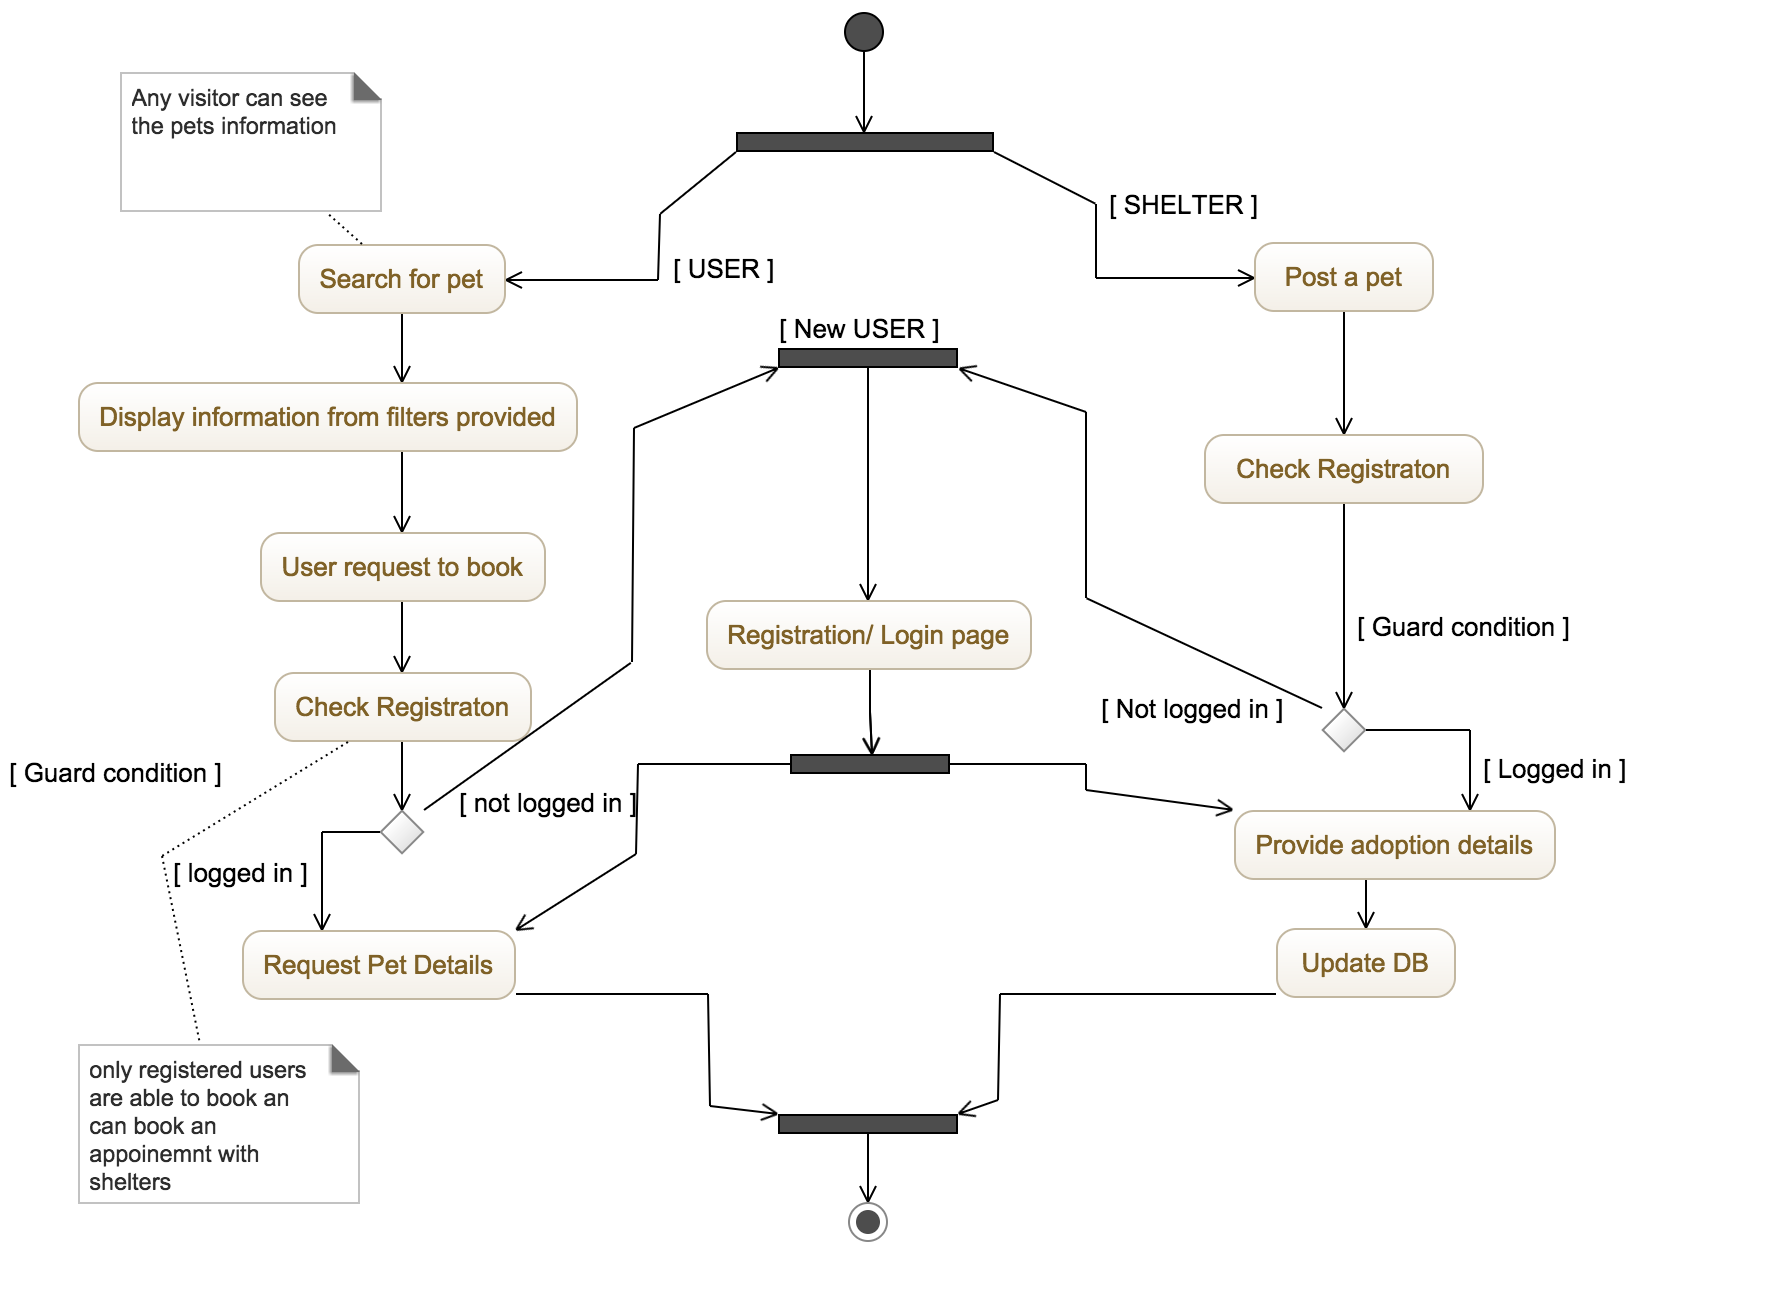 Any visitor can see
the pets information
[ SHELTER ]
[ USER ]
Search for pet
Post a pet
[ New USER ]
Display information from filters provided
Check Registraton
User request to book
[ Guard condition ]
Registration/ Login page
Check Registraton
[ Not logged in ]
[ Guard condition ]
[ Logged in ]
[ not logged in ]
Provide adoption details
[ logged in ]
Request Pet Details
Update DB
only registered users
are able to book an
can book an
appoinemnt with
shelters